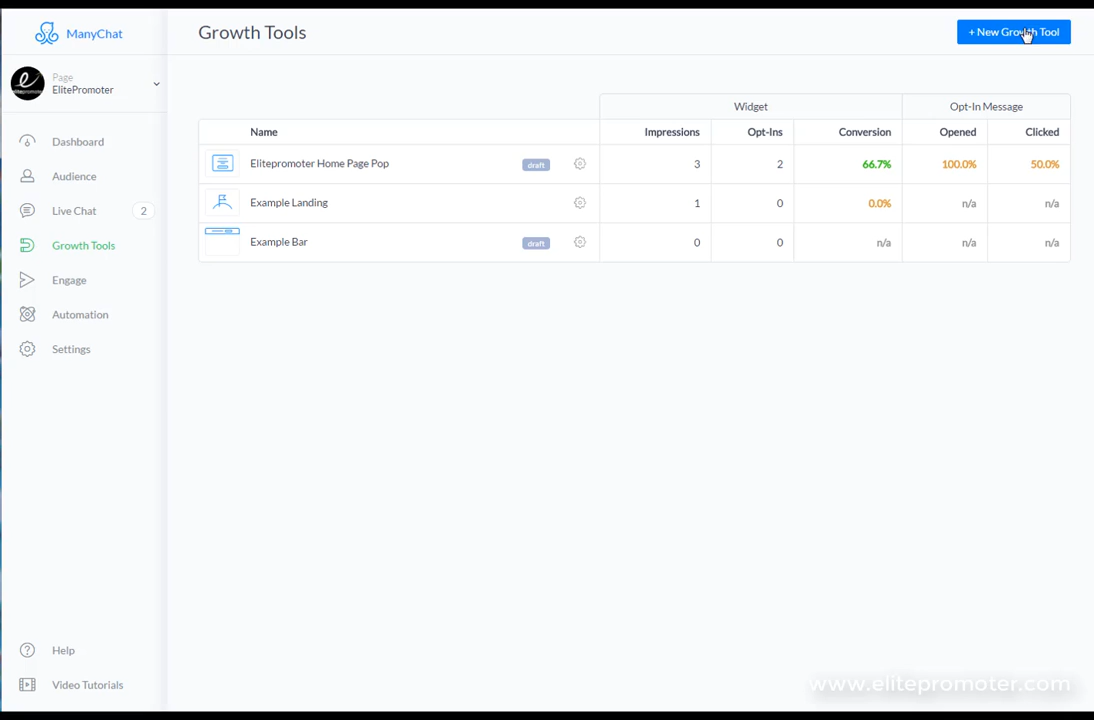 ManyChat
Growth Tools
+ New Growth Tool
Page
ElitePromoter
Dashboard
Audience
Live Chat 2
Growth Tools
Engage
Automation
Settings
Help
Video Tutorials
Widget Opt-In Message
Name Impressions Opt-Ins Conversion Opened Clicked
Elitepromoter Home Page Pop draft 3 2 66.7% 100.0% 50.0%
Example Landing 1 0 0.0% n/a n/a
Example Bar draft 0 0 n/a n/a n/a
www.elitepromoter.com